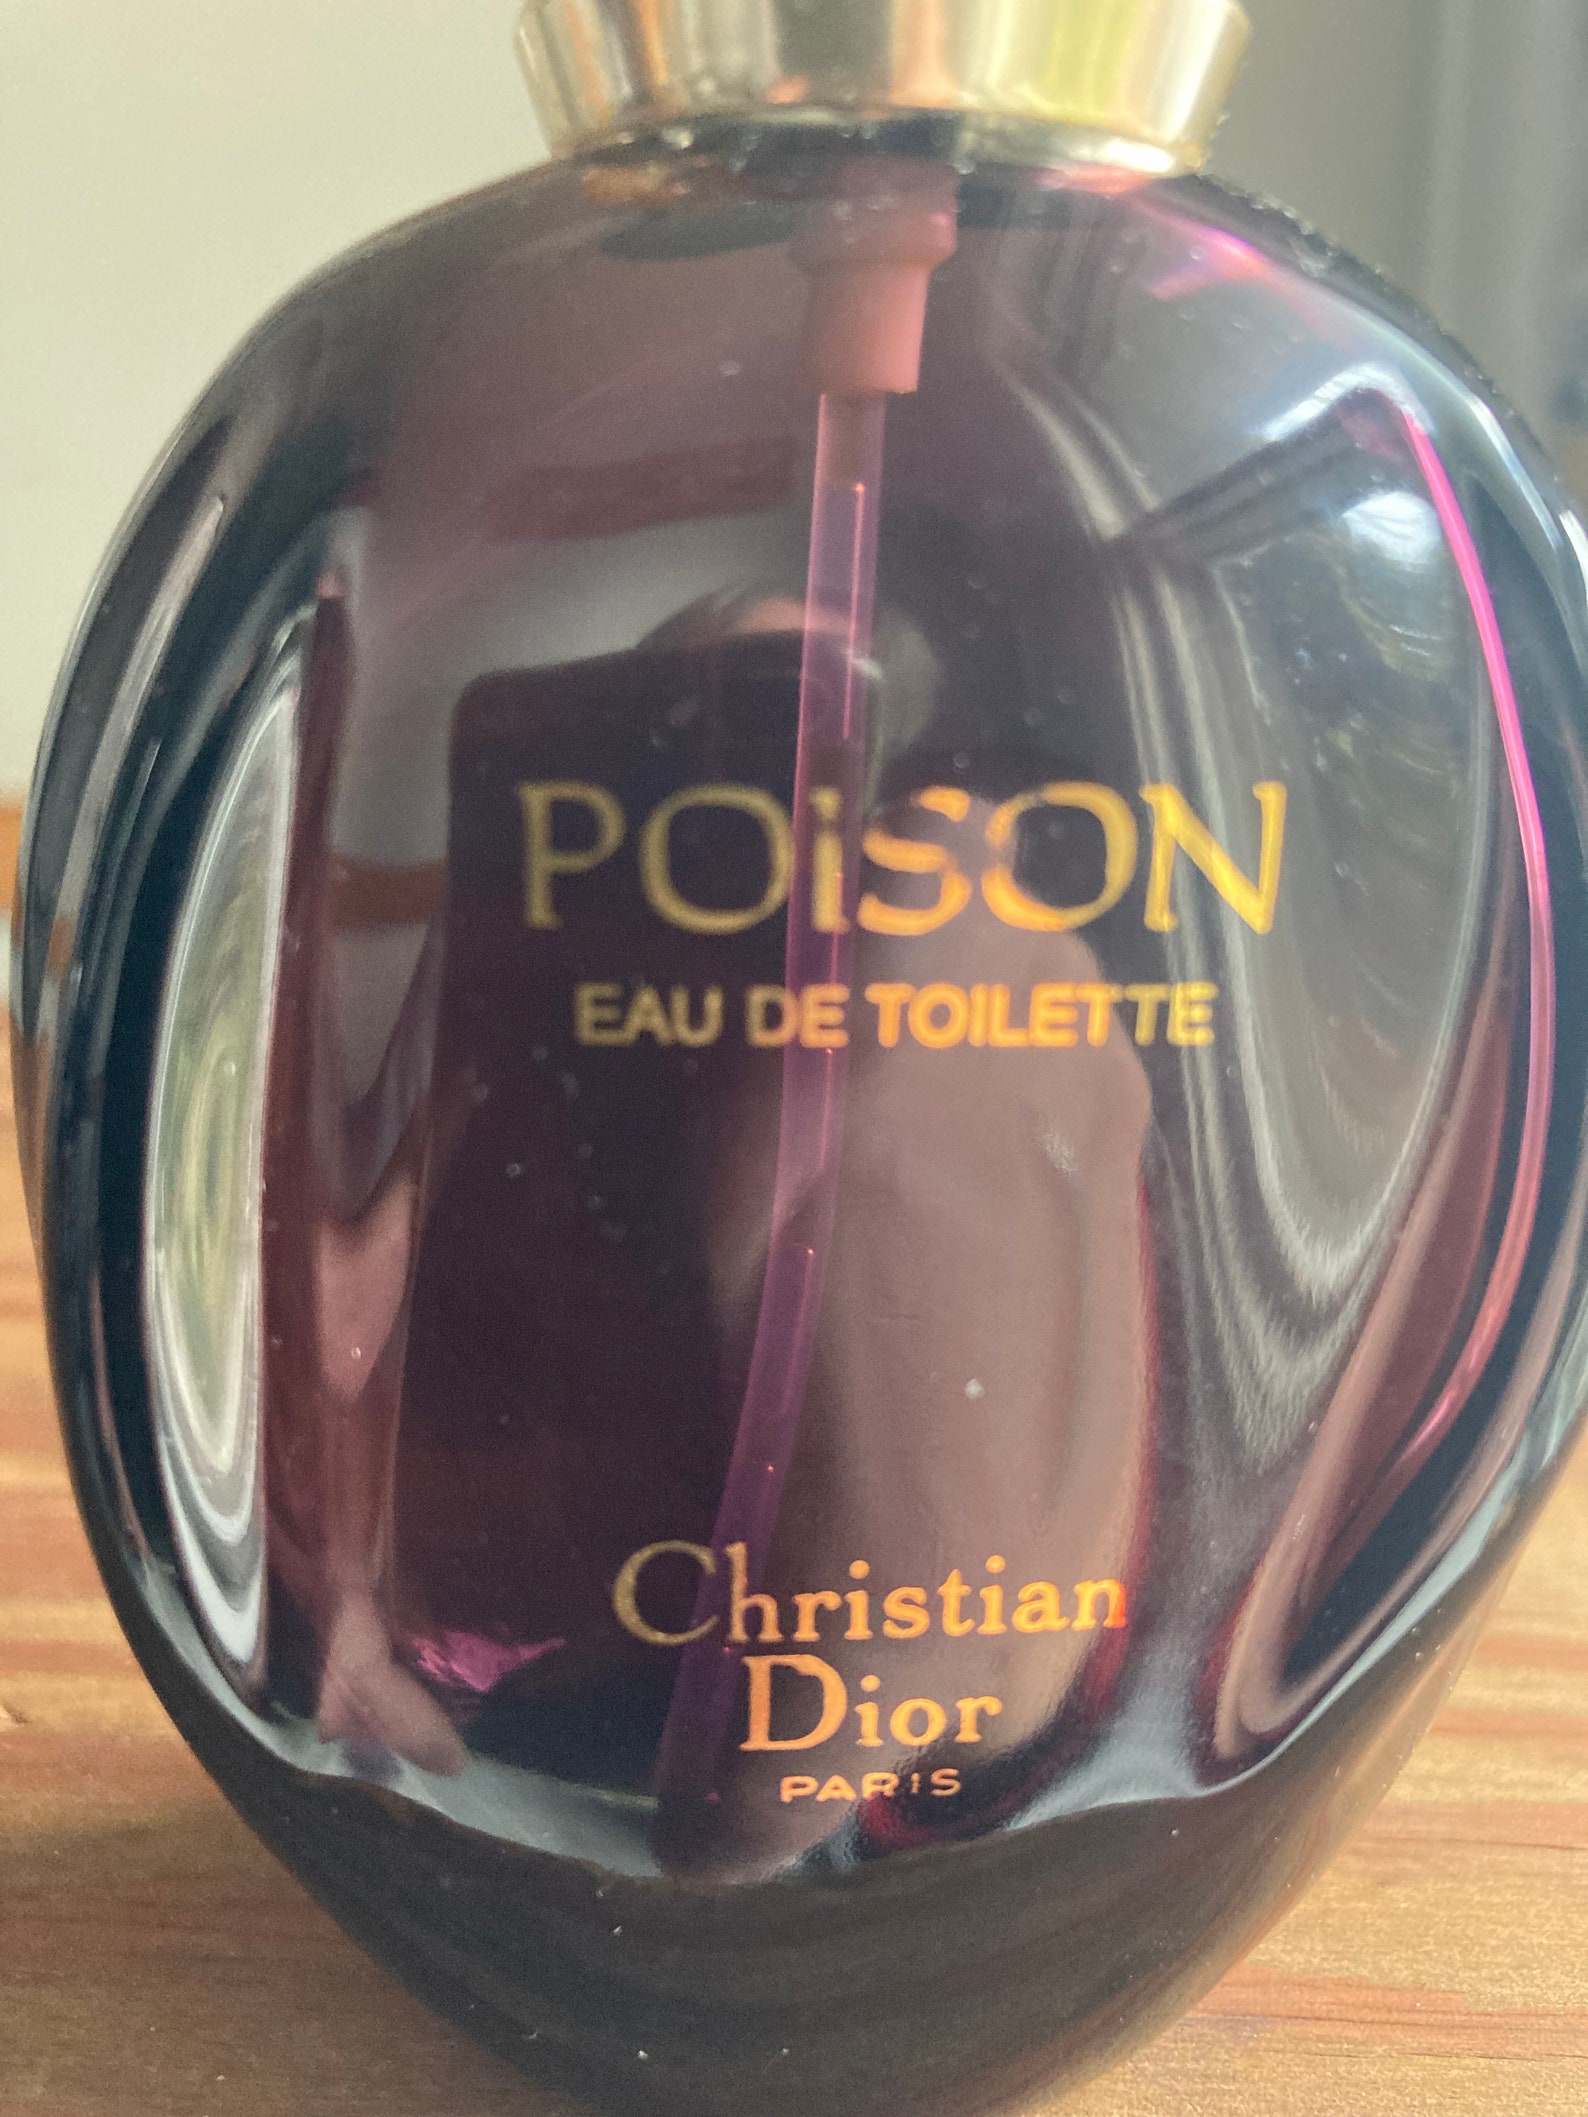 POiSON
EAU DE TOILETTE
Christian
Dior
PARIS